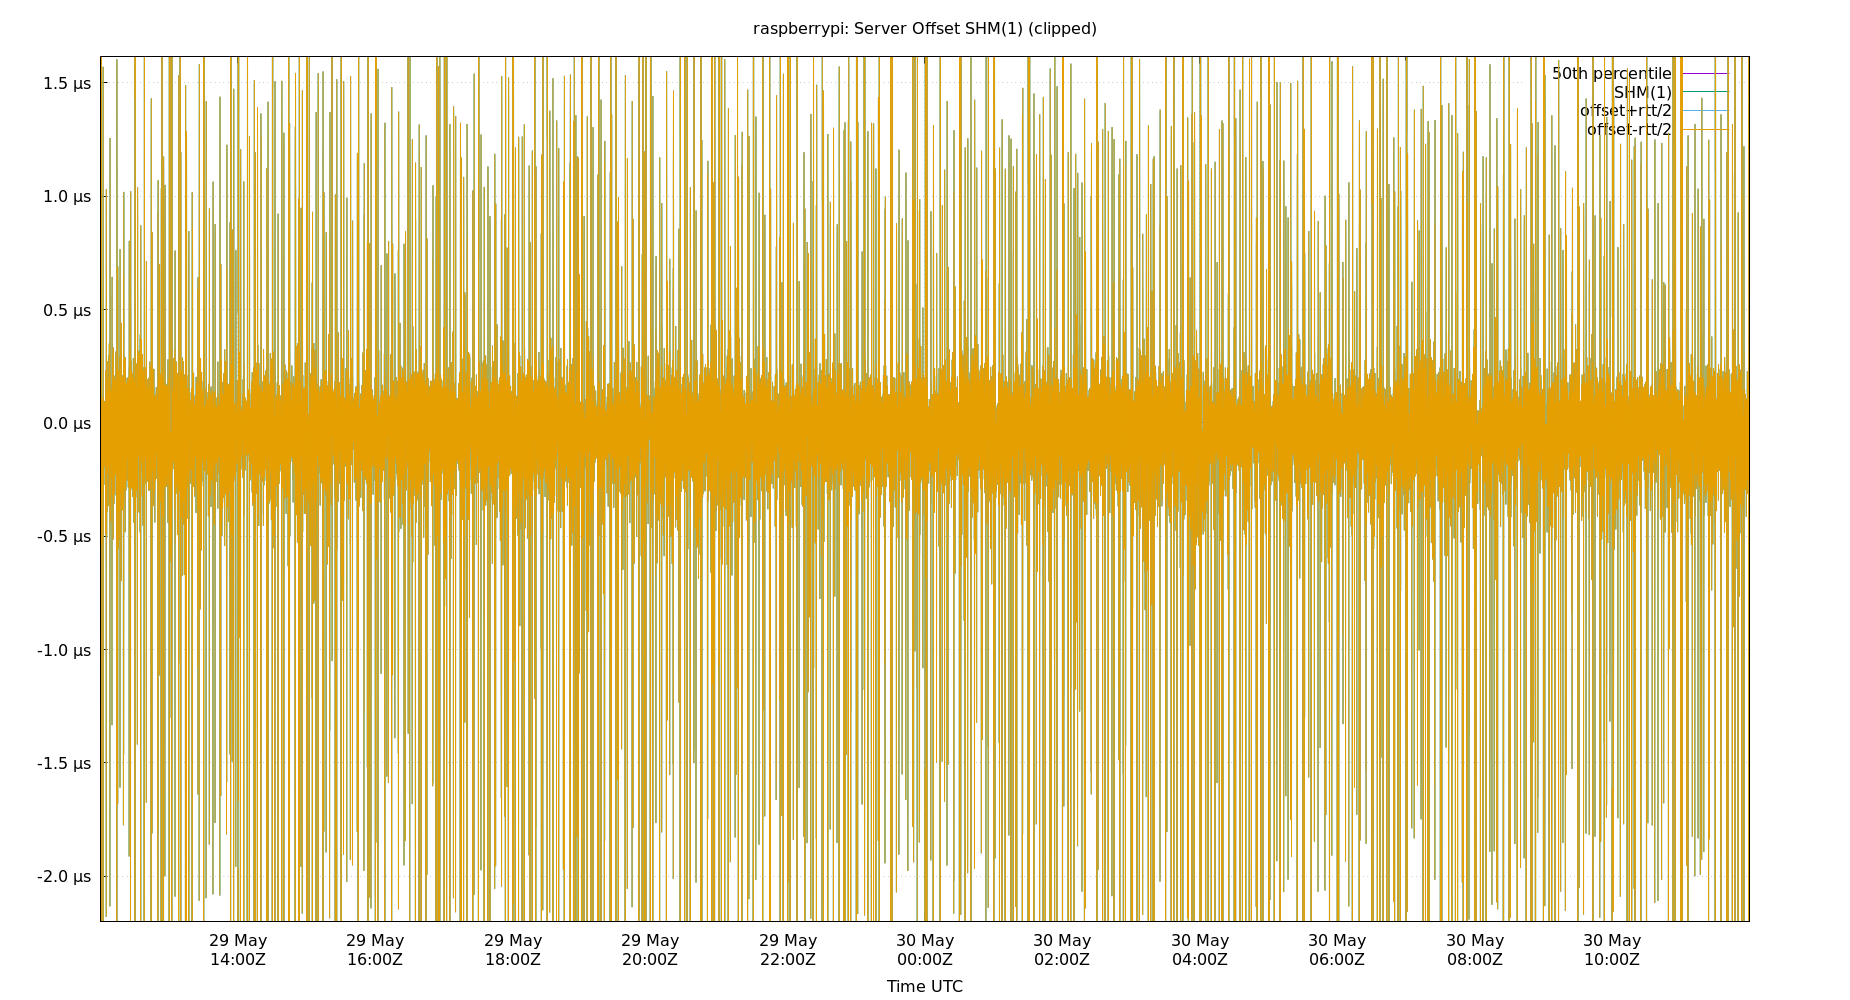 raspberrypi: Server Offset SHM(1) (clipped)
50th percentile
SHM(1)
offset+rtt/2
offset-rtt/2
1.5 µs
1.0 µs
0.5 µs
0.0 µs
-0.5 µs
-1.0 µs
-1.5 µs
-2.0 µs
29 May 29 May 29 May 29 May 29 May 30 May 30 May 30 May 30 May 30 May 30 May
14:00Z 16:00Z 18:00Z 20:00Z 22:00Z 00:00Z 02:00Z 04:00Z 06:00Z 08:00Z 10:00Z
Time UTC